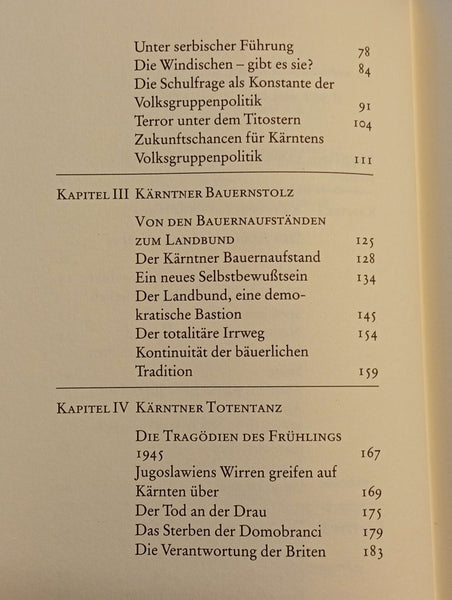 Unter serbischer Führung 78
Die Windischen – gibt es sie? 84
Die Schulfrage als Konstante der
Volksgruppenpolitik 91
Terror unter dem Titostern 104
Zukunftschancen für Kärntens
Volksgruppenpolitik 111
Kapitel III Kärntner Bauernstolz
Von den Bauernaufständen
zum Landbund 125
Der Kärntner Bauernaufstand 128
Ein neues Selbstbewußtsein 134
Der Landbund, eine demo-
kratische Bastion 145
Der totalitäre Irrweg 154
Kontinuität der bäuerlichen
Tradition 159
Kapitel IV Kärntner Totentanz
Die Tragödien des Frühlings
1945 167
Jugoslawiens Wirren greifen auf
Kärnten über 169
Der Tod an der Drau 175
Das Sterben der Domobranci 179
Die Verantwortung der Briten 183